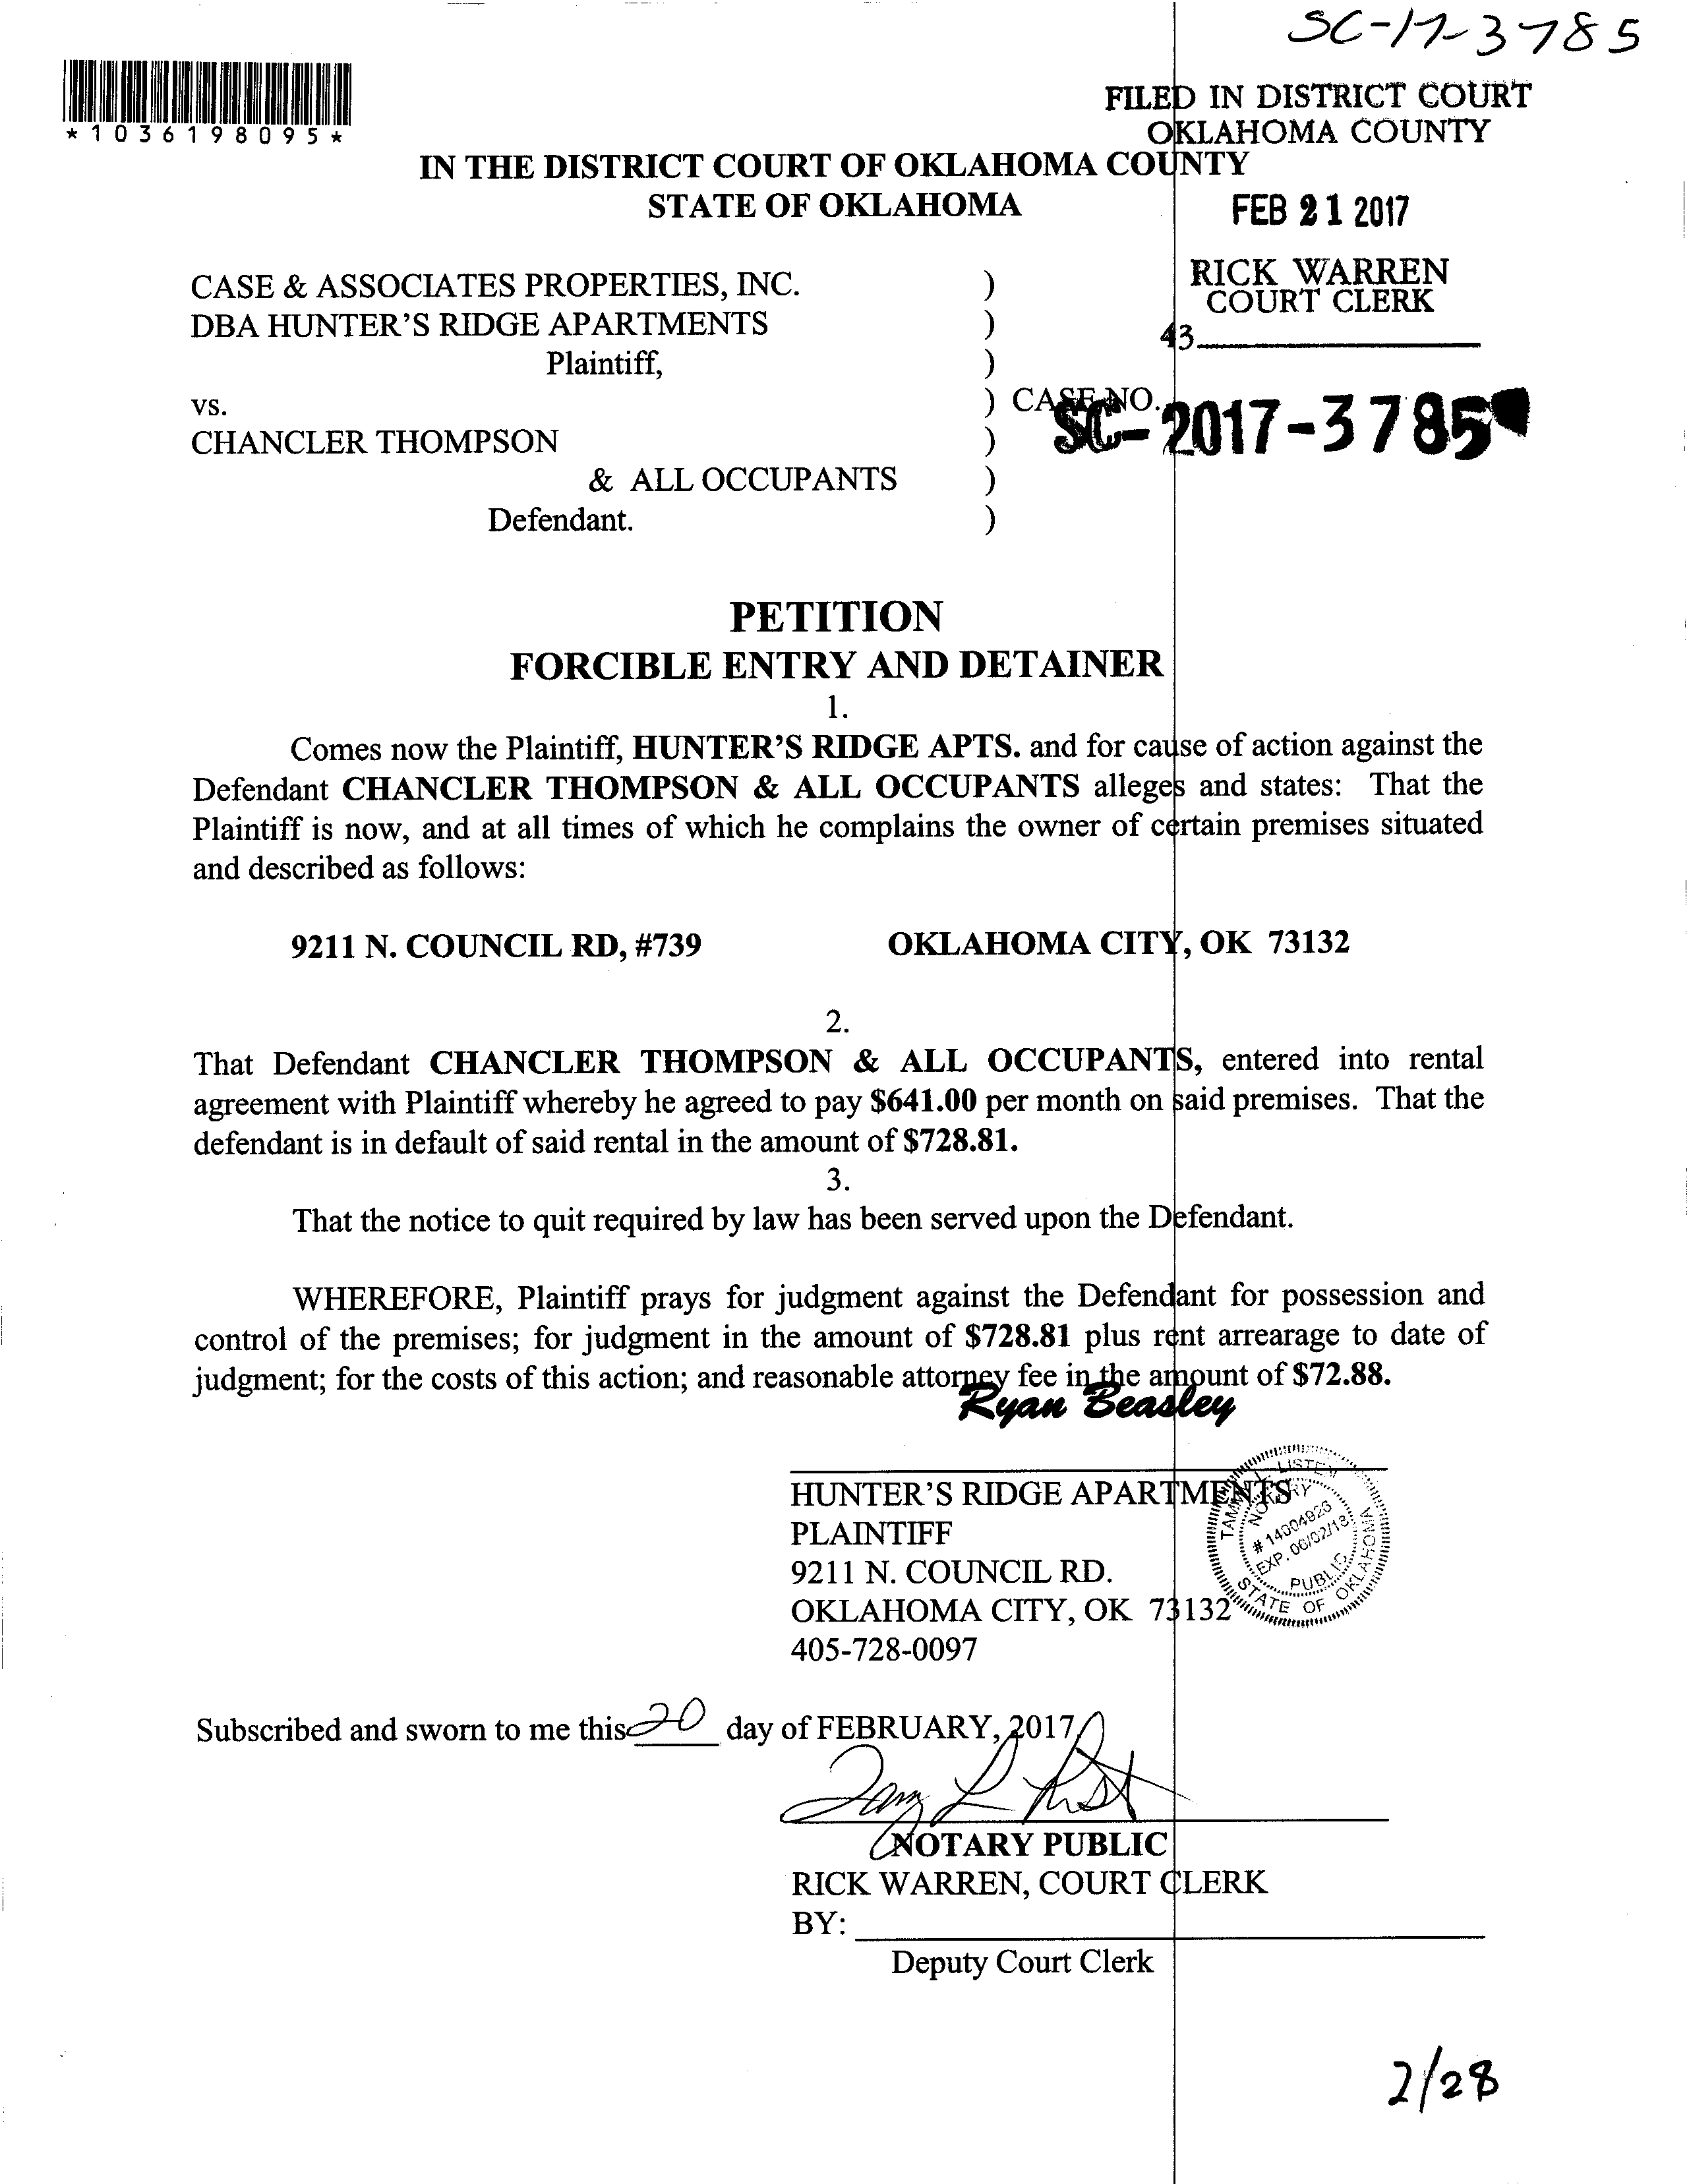 SC-17-3785
*1036198095*
FILED IN DISTRICT COURT
OKLAHOMA COUNTY
IN THE DISTRICT COURT OF OKLAHOMA COUNTY
STATE OF OKLAHOMA
FEB 21 2017
RICK WARREN
COURT CLERK
43
CASE & ASSOCIATES PROPERTIES, INC. )
DBA HUNTER'S RIDGE APARTMENTS )
Plaintiff, )
vs. ) CASE NO. SC-2017-3785
CHANCLER THOMPSON )
& ALL OCCUPANTS )
Defendant. )
PETITION
FORCIBLE ENTRY AND DETAINER
1.
Comes now the Plaintiff, HUNTER'S RIDGE APTS. and for cause of action against the
Defendant CHANCLER THOMPSON & ALL OCCUPANTS alleges and states: That the
Plaintiff is now, and at all times of which he complains the owner of certain premises situated
and described as follows:
9211 N. COUNCIL RD, #739 OKLAHOMA CITY, OK 73132
2.
That Defendant CHANCLER THOMPSON & ALL OCCUPANTS, entered into rental
agreement with Plaintiff whereby he agreed to pay $641.00 per month on said premises. That the
defendant is in default of said rental in the amount of $728.81.
3.
That the notice to quit required by law has been served upon the Defendant.
WHEREFORE, Plaintiff prays for judgment against the Defendant for possession and
control of the premises; for judgment in the amount of $728.81 plus rent arrearage to date of
judgment; for the costs of this action; and reasonable attorney fee in the amount of $72.88.
Ryan Beasley
HUNTER'S RIDGE APARTMENTS
PLAINTIFF
9211 N. COUNCIL RD.
OKLAHOMA CITY, OK 73132
405-728-0097
NOTARY
# 14004926
EXP. 06/02/18
PUBLIC
STATE OF OKLAHOMA
Subscribed and sworn to me this 20 day of FEBRUARY, 2017
NOTARY PUBLIC
RICK WARREN, COURT CLERK
BY:
Deputy Court Clerk
2/28